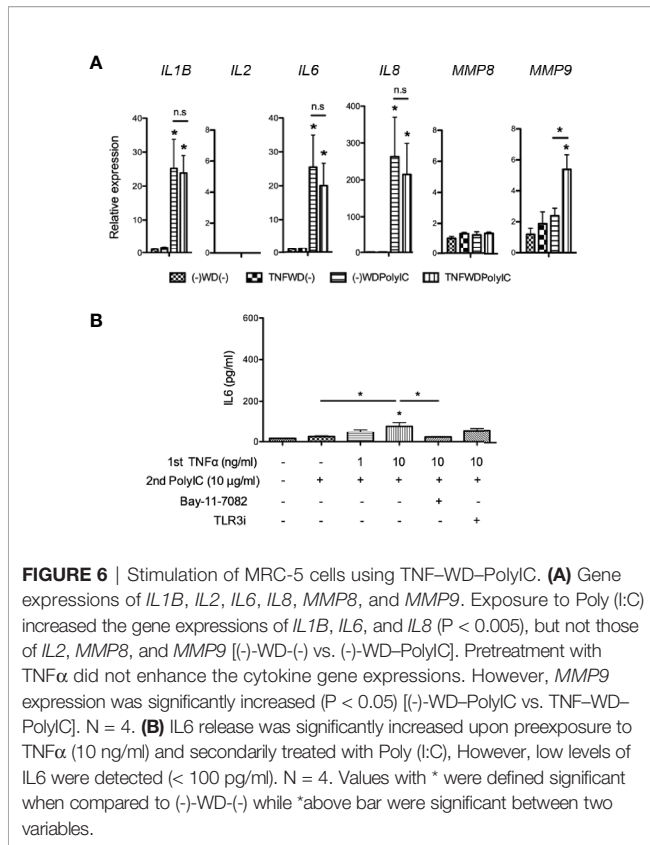 A
IL1B IL2 IL6 IL8 MMP8 MMP9
n.s n.s n.s
* * * * * * * *
40 8 40 400 8 8
30 6 30 300 6 6
20 4 20 200 4 4
10 2 10 100 2 2
0 0 0 0 0 0
Relative expression
(-)WD(-) TNFWD(-) (-)WDPolyIC TNFWDPolyIC
B
600
400
200
0
IL6 (pg/ml)
* *
*
1st TNFα (ng/ml) - - 1 10 10 10
2nd PolyIC (10 μg/ml) - + + + + +
Bay-11-7082 - - - - + -
TLR3i - - - - - +
FIGURE 6 | Stimulation of MRC-5 cells using TNF–WD–PolyIC. (A) Gene
expressions of IL1B, IL2, IL6, IL8, MMP8, and MMP9. Exposure to Poly (I:C)
increased the gene expressions of IL1B, IL6, and IL8 (P < 0.005), but not those
of IL2, MMP8, and MMP9 [(-)-WD-(-) vs. (-)-WD–PolyIC]. Pretreatment with
TNFα did not enhance the cytokine gene expressions. However, MMP9
expression was significantly increased (P < 0.05) [(-)-WD–PolyIC vs. TNF–WD–
PolyIC]. N = 4. (B) IL6 release was significantly increased upon preexposure to
TNFα (10 ng/ml) and secondarily treated with Poly (I:C), However, low levels of
IL6 were detected (< 100 pg/ml). N = 4. Values with * were defined significant
when compared to (-)-WD-(-) while *above bar were significant between two
variables.